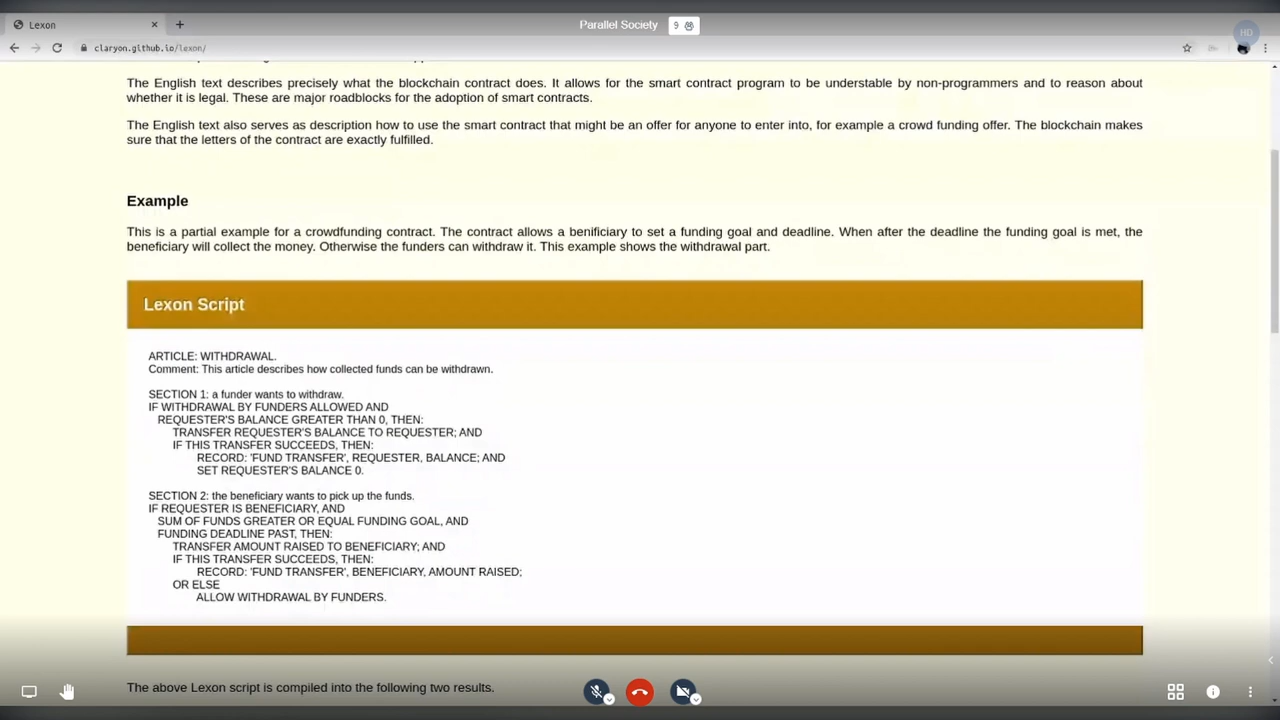 Lexon
Parallel Society
9
HD
claryon.github.io/lexon/
The English text describes precisely what the blockchain contract does. It allows for the smart contract program to be understable by non-programmers and to reason about
whether it is legal. These are major roadblocks for the adoption of smart contracts.
The English text also serves as description how to use the smart contract that might be an offer for anyone to enter into, for example a crowd funding offer. The blockchain makes
sure that the letters of the contract are exactly fulfilled.
Example
This is a partial example for a crowdfunding contract. The contract allows a benificiary to set a funding goal and deadline. When after the deadline the funding goal is met, the
beneficiary will collect the money. Otherwise the funders can withdraw it. This example shows the withdrawal part.
Lexon Script
ARTICLE: WITHDRAWAL.
Comment: This article describes how collected funds can be withdrawn.
SECTION 1: a funder wants to withdraw.
IF WITHDRAWAL BY FUNDERS ALLOWED AND
REQUESTER'S BALANCE GREATER THAN 0, THEN:
TRANSFER REQUESTER'S BALANCE TO REQUESTER; AND
IF THIS TRANSFER SUCCEEDS, THEN:
RECORD: 'FUND TRANSFER', REQUESTER, BALANCE; AND
SET REQUESTER'S BALANCE 0.
SECTION 2: the beneficiary wants to pick up the funds.
IF REQUESTER IS BENEFICIARY, AND
SUM OF FUNDS GREATER OR EQUAL FUNDING GOAL, AND
FUNDING DEADLINE PAST, THEN:
TRANSFER AMOUNT RAISED TO BENEFICIARY; AND
IF THIS TRANSFER SUCCEEDS, THEN:
RECORD: 'FUND TRANSFER', BENEFICIARY, AMOUNT RAISED;
OR ELSE
ALLOW WITHDRAWAL BY FUNDERS.
The above Lexon script is compiled into the following two results.